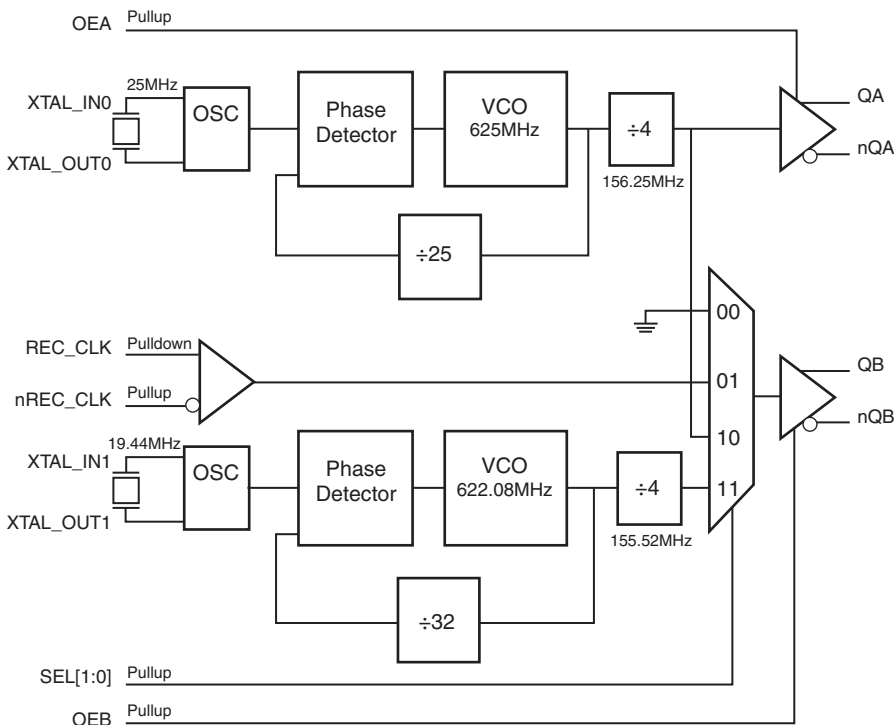 OEA Pullup
XTAL_IN0
25MHz
OSC
Phase
Detector
VCO
625MHz
÷4
QA
nQA
XTAL_OUT0
156.25MHz
÷25
00
REC_CLK Pulldown
01
QB
nREC_CLK Pullup
nQB
10
XTAL_IN1
19.44MHz
OSC
Phase
Detector
VCO
622.08MHz
÷4
11
XTAL_OUT1
155.52MHz
÷32
SEL[1:0] Pullup
OEB Pullup